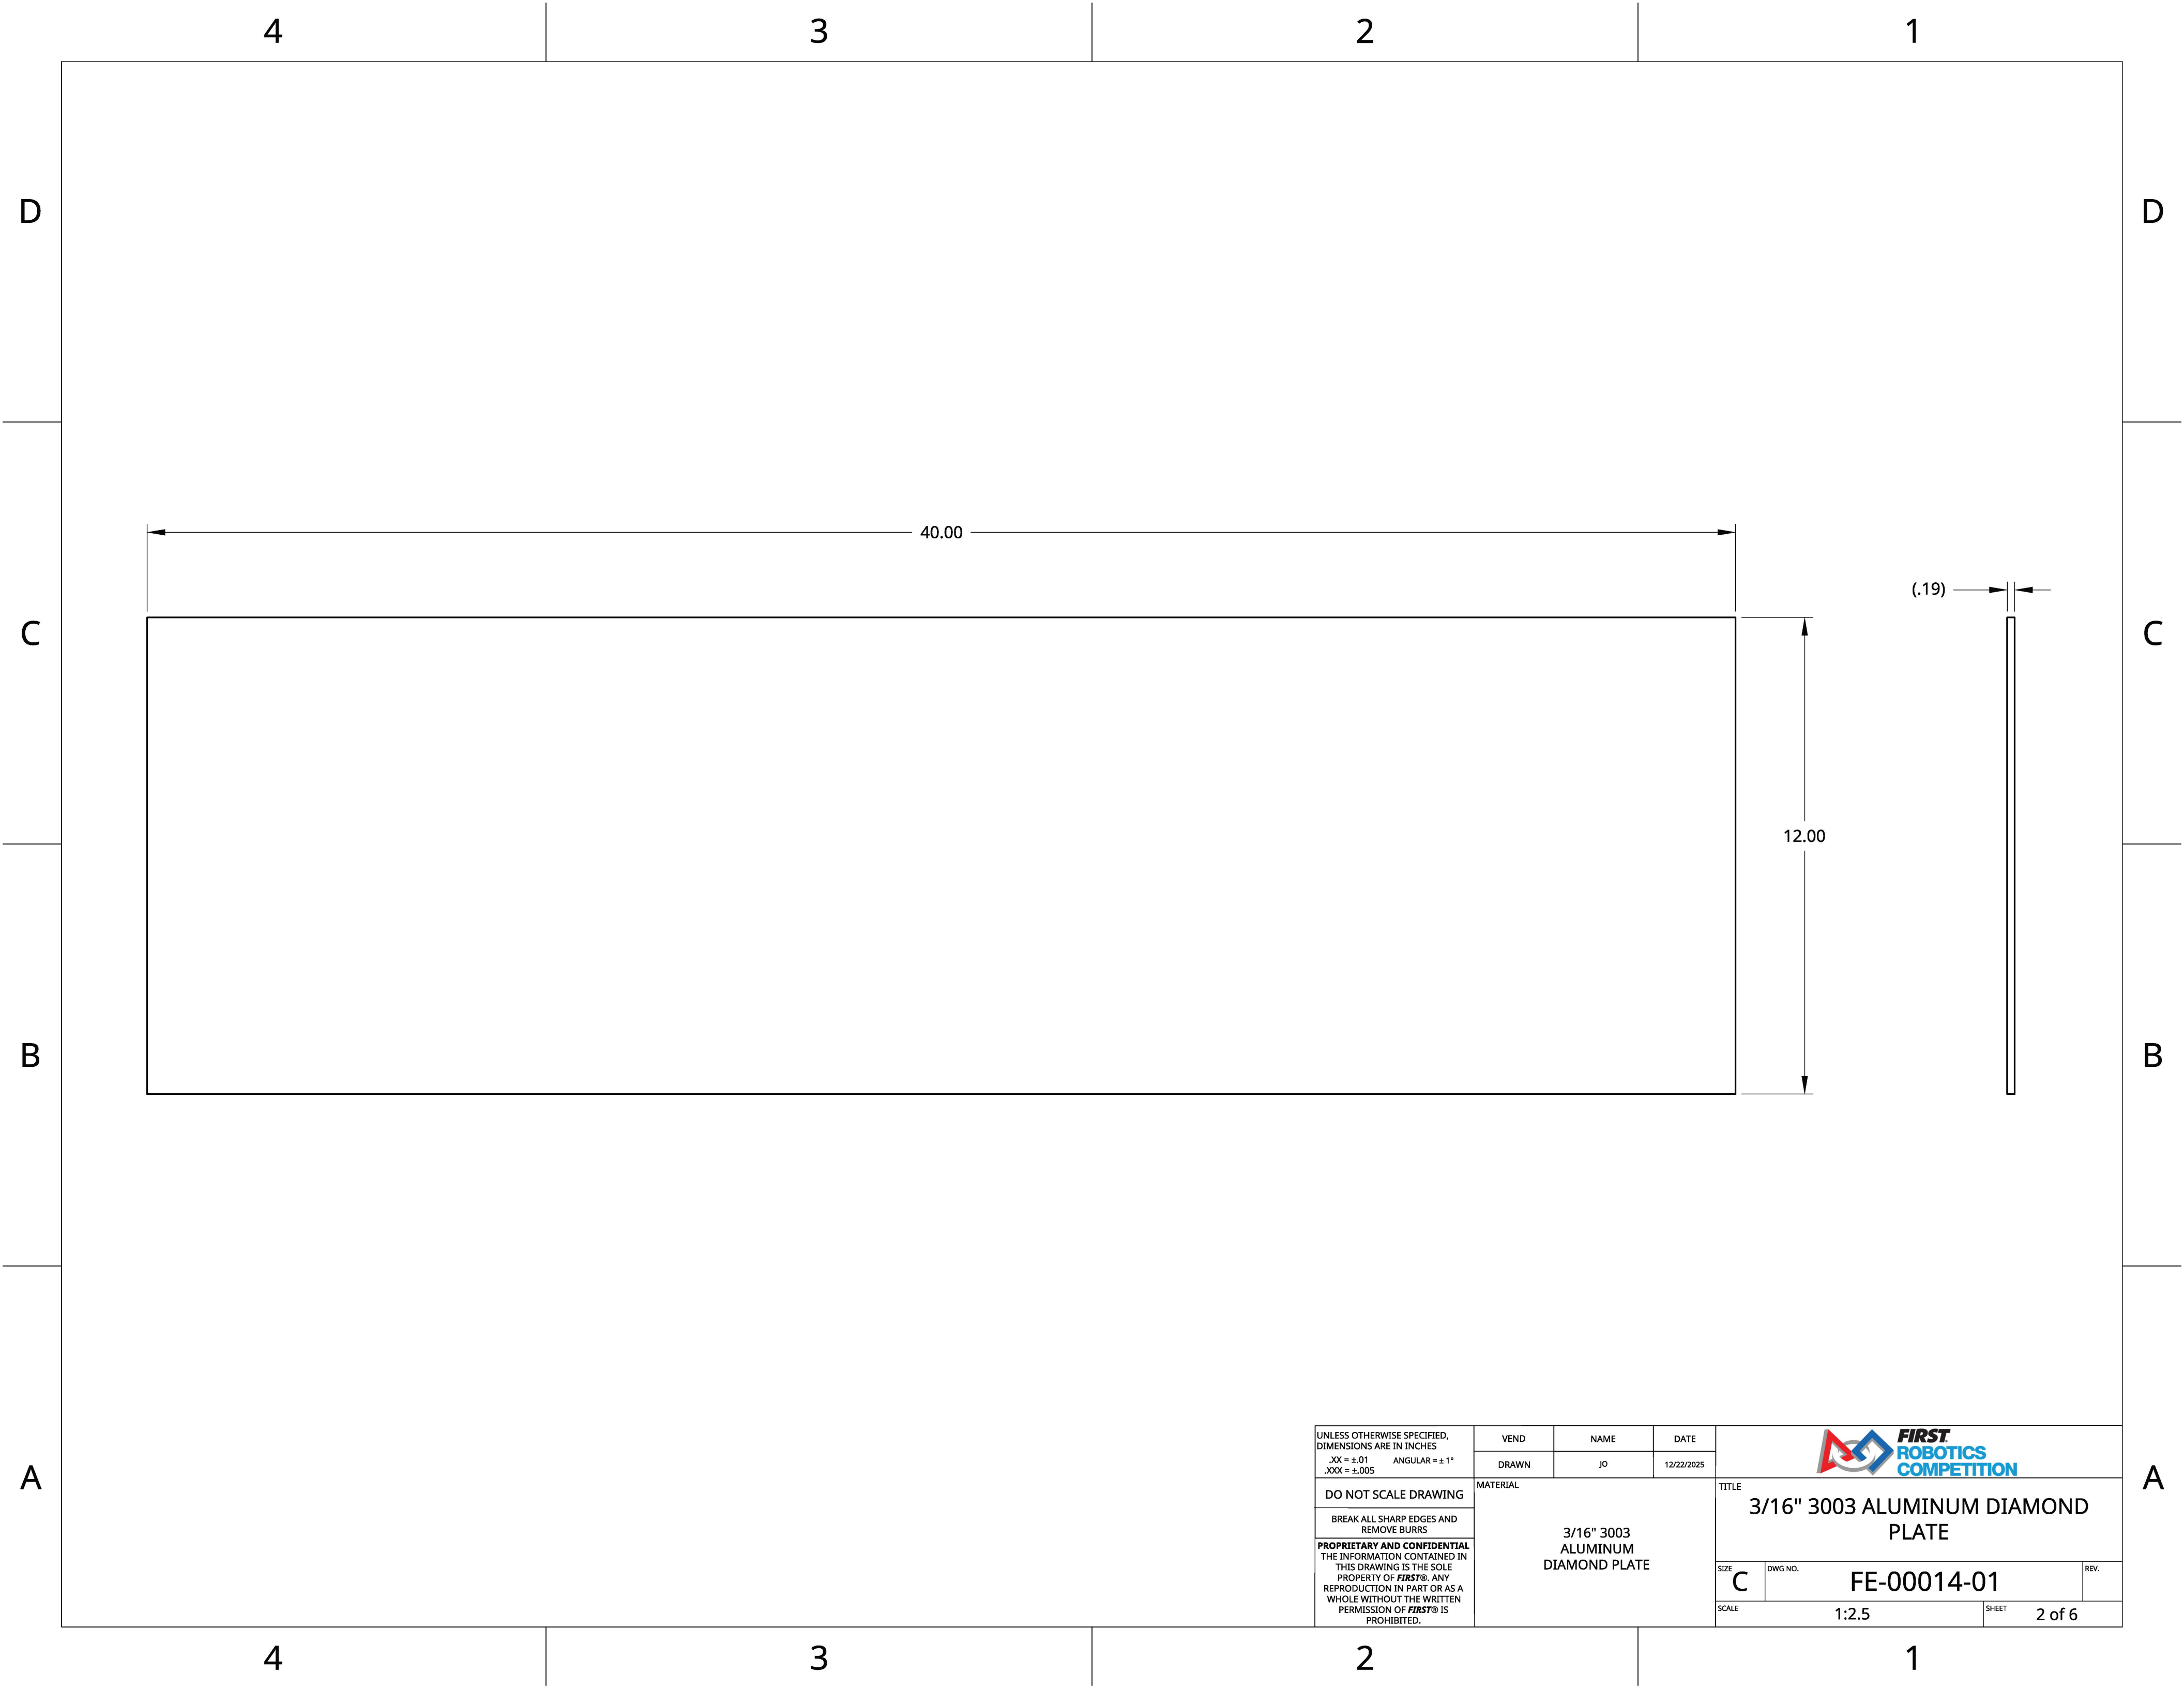 4 3 2 1
D D
40.00
(.19)
C C
12.00
B B
A A
UNLESS OTHERWISE SPECIFIED,
DIMENSIONS ARE IN INCHES
.XX = ±.01 ANGULAR = ± 1°
.XXX = ±.005
DO NOT SCALE DRAWING
BREAK ALL SHARP EDGES AND
REMOVE BURRS
PROPRIETARY AND CONFIDENTIAL
THE INFORMATION CONTAINED IN
THIS DRAWING IS THE SOLE
PROPERTY OF FIRST®. ANY
REPRODUCTION IN PART OR AS A
WHOLE WITHOUT THE WRITTEN
PERMISSION OF FIRST® IS
PROHIBITED.
VEND NAME DATE
DRAWN JO 12/22/2025
MATERIAL
3/16" 3003
ALUMINUM
DIAMOND PLATE
FIRST®
ROBOTICS
COMPETITION
TITLE
3/16" 3003 ALUMINUM DIAMOND
PLATE
SIZE C DWG NO. FE-00014-01 REV.
SCALE 1:2.5 SHEET 2 of 6
4 3 2 1